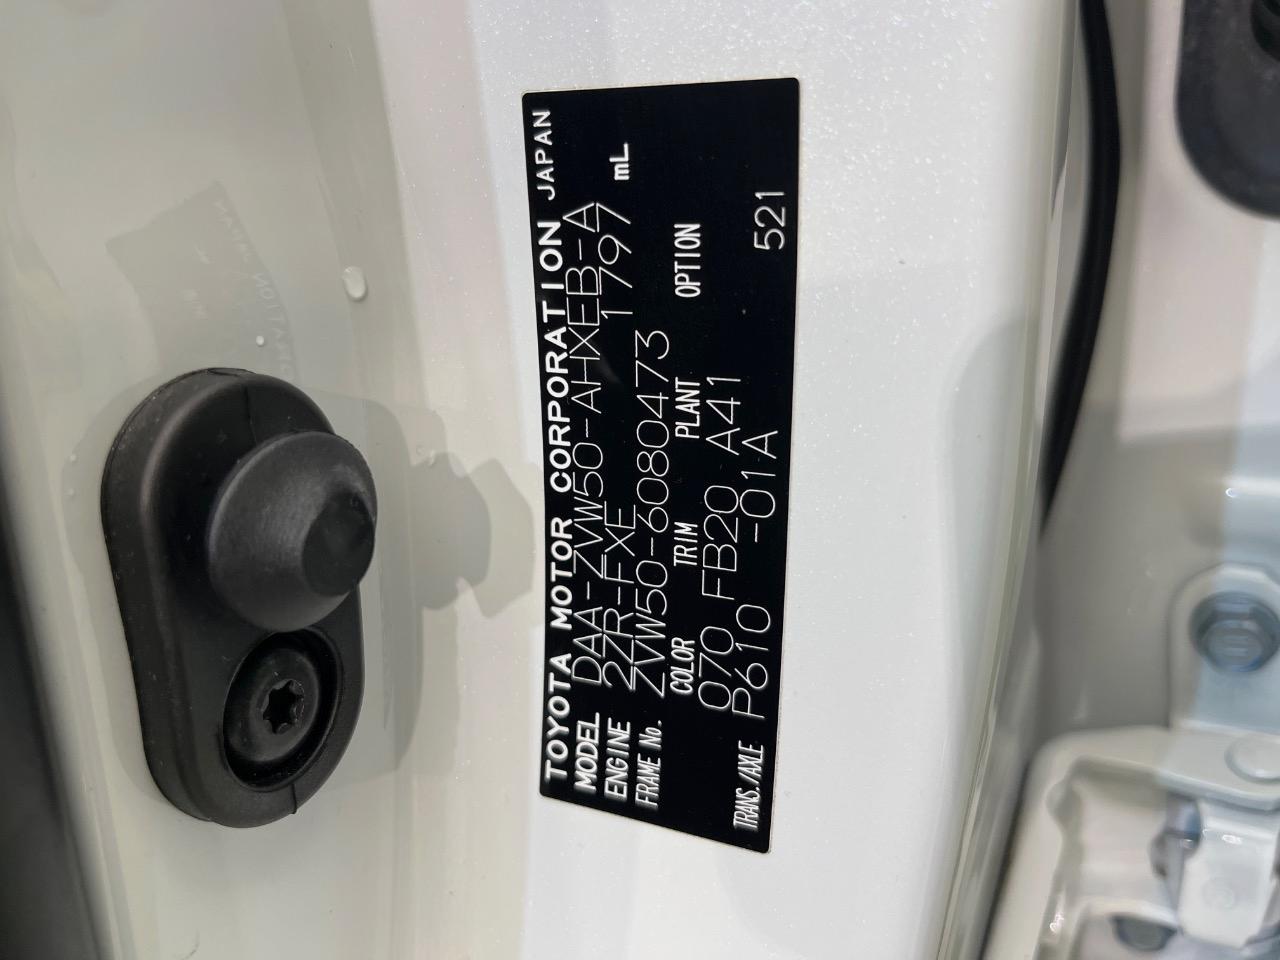 TOYOTA MOTOR CORPORATION JAPAN
MODEL DAA-ZVW50-AHXEB-A
ENGINE 2ZR-FXE 1797 mL
FRAME No. ZVW50-6080473
COLOR TRIM PLANT OPTION
070 FB20 A41
TRANS./AXLE P610 -01A 521